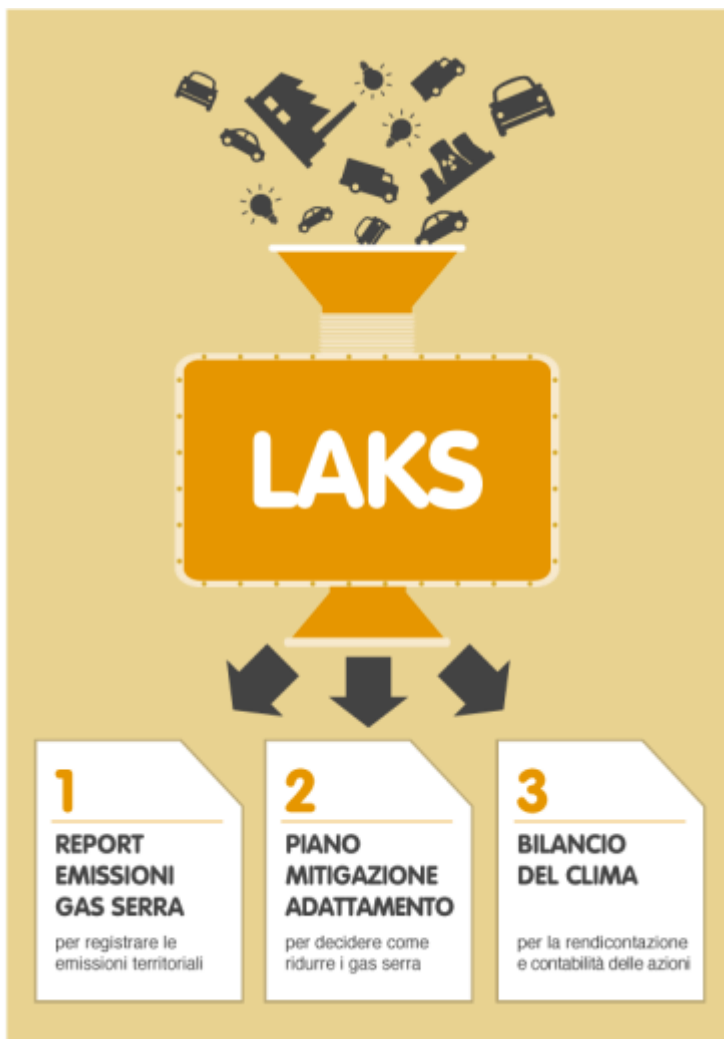 LAKS
1
REPORT
EMISSIONI
GAS SERRA
per registrare le
emissioni territoriali
2
PIANO
MITIGAZIONE
ADATTAMENTO
per decidere come
ridurre i gas serra
3
BILANCIO
DEL CLIMA
per la rendicontazione
e contabilità delle azioni